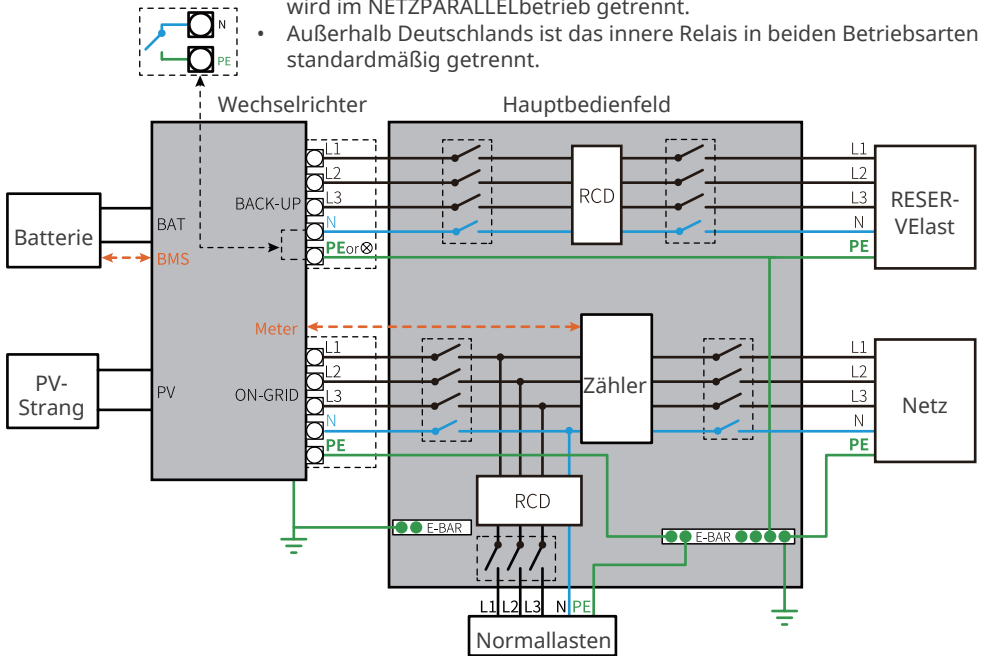 wird im NETZPARALLELbetrieb getrennt.
• Außerhalb Deutschlands ist das innere Relais in beiden Betriebsarten
standardmäßig getrennt.
N
PE
Wechselrichter
Hauptbedienfeld
L1
L2
L3
N
PEor⊗
BACK-UP
RCD
L1
L2
L3
N
PE
RESER-
VElast
Batterie
BAT
BMS
Meter
L1
L2
L3
N
PE
ON-GRID
Zähler
L1
L2
L3
N
PE
Netz
PV-
Strang
PV
RCD
E-BAR
E-BAR
L1 L2 L3 N PE
Normallasten